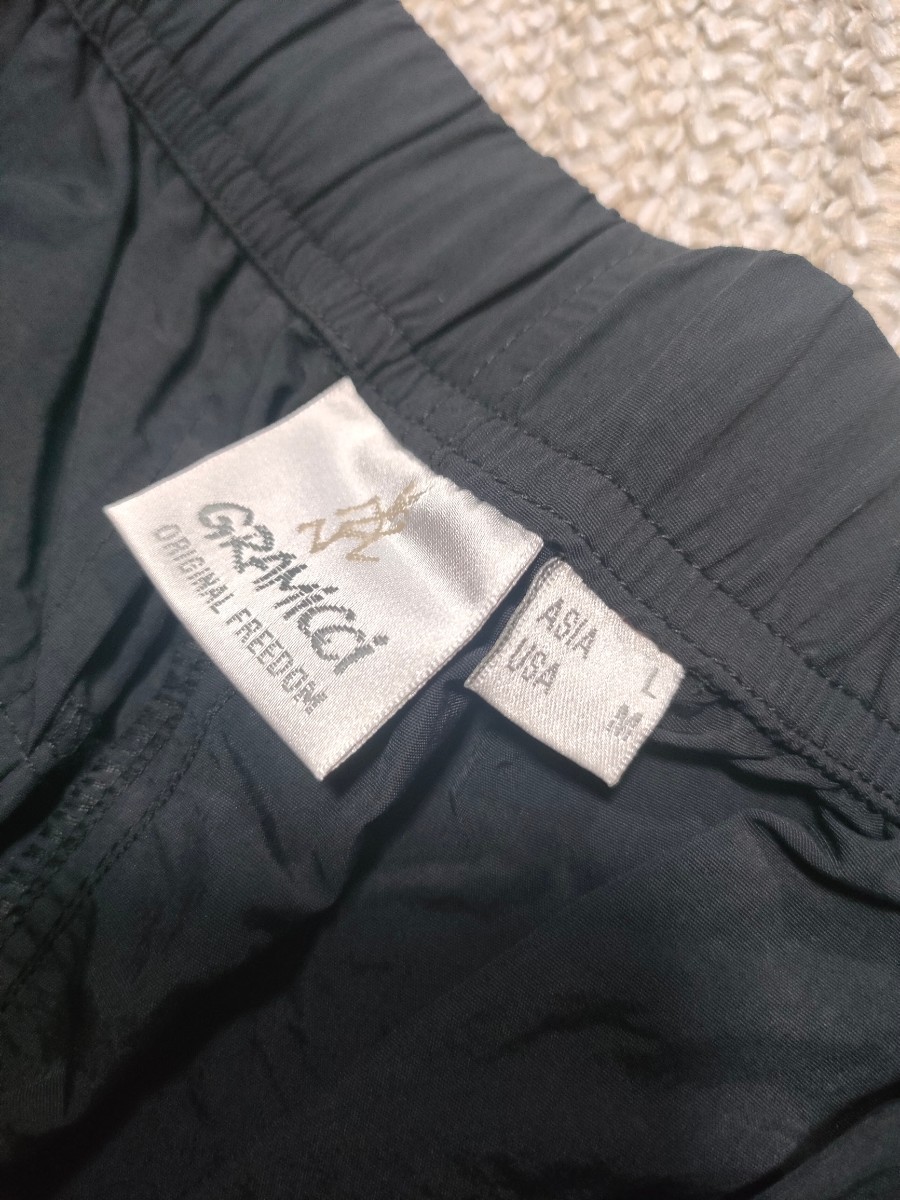 GRAMICCi
ORIGINAL FREEDOM
ASIA L
USA M